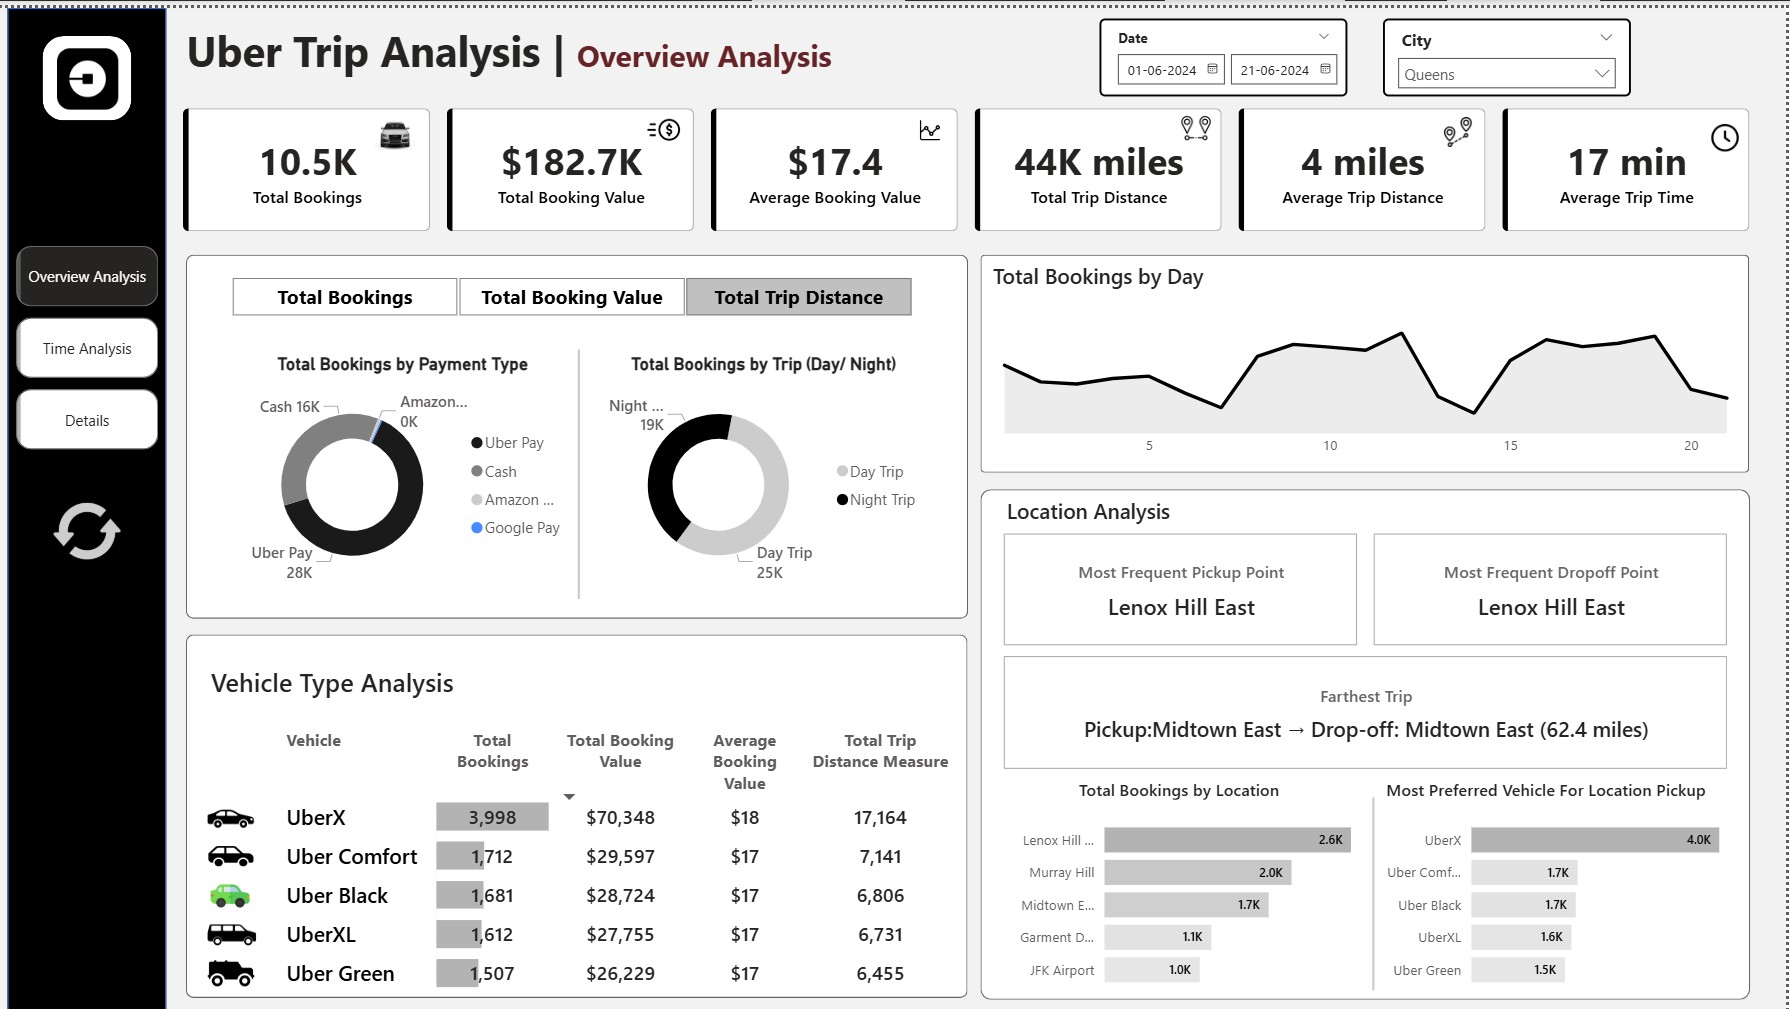 Uber Trip Analysis | Overview Analysis
Date
01-06-2024
21-06-2024
City
Queens
10.5K
Total Bookings
$182.7K
Total Booking Value
$17.4
Average Booking Value
44K miles
Total Trip Distance
4 miles
Average Trip Distance
17 min
Average Trip Time
Overview Analysis
Time Analysis
Details
Total Bookings
Total Booking Value
Total Trip Distance
Total Bookings by Payment Type
Cash 16K
Amazon...
0K
Uber Pay
28K
Uber Pay
Cash
Amazon ...
Google Pay
Total Bookings by Trip (Day/ Night)
Night ...
19K
Day Trip
25K
Day Trip
Night Trip
Total Bookings by Day
5 10 15 20
Vehicle Type Analysis
Vehicle
Total
Bookings
Total Booking
Value
Average
Booking
Value
Total Trip
Distance Measure
UberX 3,998 $70,348 $18 17,164
Uber Comfort 1,712 $29,597 $17 7,141
Uber Black 1,681 $28,724 $17 6,806
UberXL 1,612 $27,755 $17 6,731
Uber Green 1,507 $26,229 $17 6,455
Location Analysis
Most Frequent Pickup Point
Lenox Hill East
Most Frequent Dropoff Point
Lenox Hill East
Farthest Trip
Pickup:Midtown East → Drop-off: Midtown East (62.4 miles)
Total Bookings by Location
Lenox Hill ... 2.6K
Murray Hill 2.0K
Midtown E... 1.7K
Garment D... 1.1K
JFK Airport 1.0K
Most Preferred Vehicle For Location Pickup
UberX 4.0K
Uber Comf... 1.7K
Uber Black 1.7K
UberXL 1.6K
Uber Green 1.5K